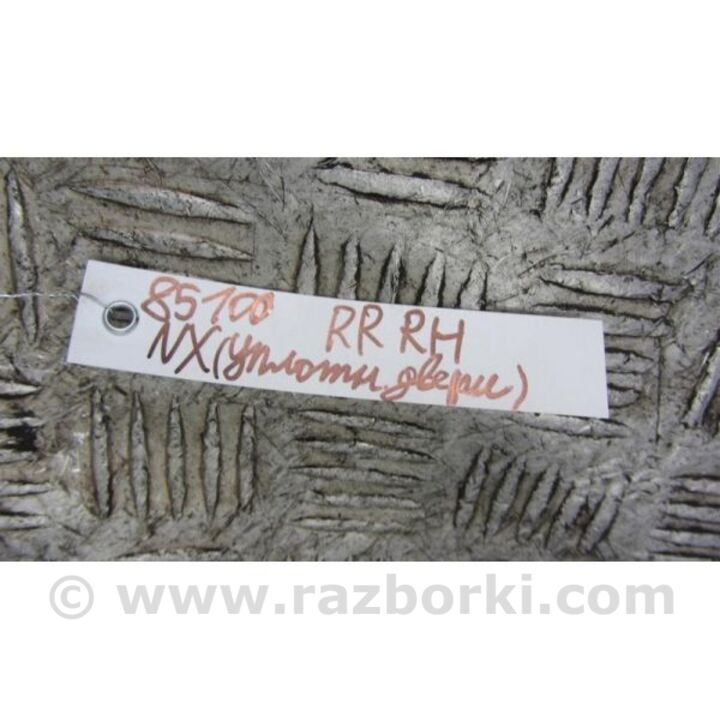 85100 RR RH
NX (уплотн. двери)
© www.razborki.com